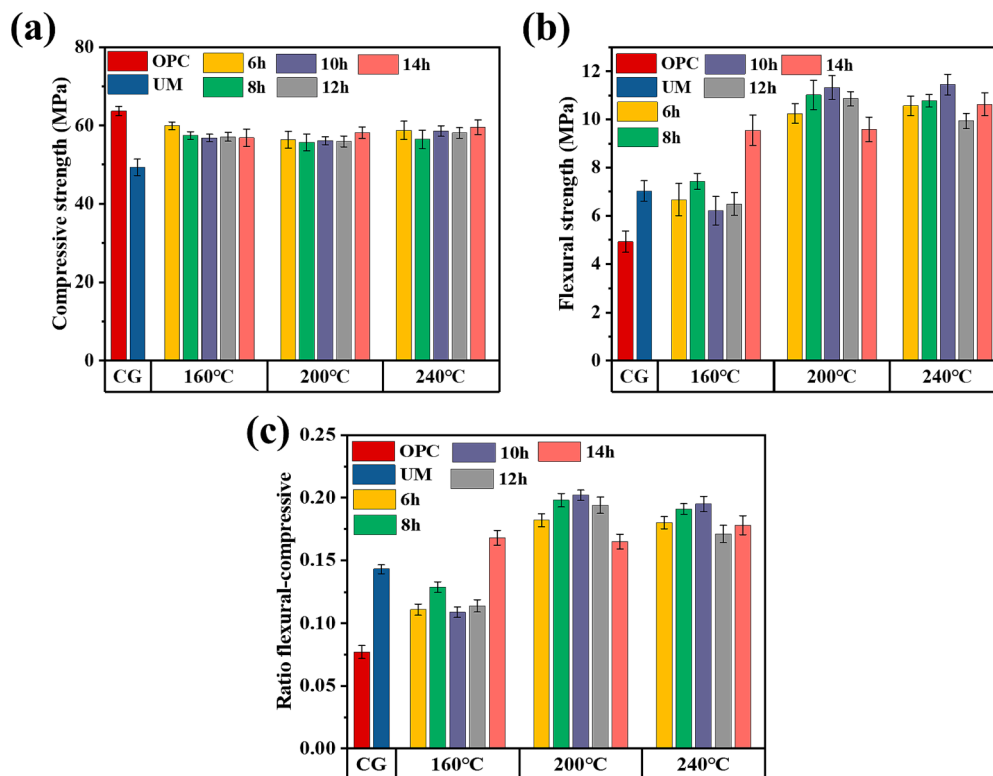 (a)
Compressive strength (MPa)
80
60
40
20
0
OPC 6h 10h 14h
UM 8h 12h
CG 160°C 200°C 240°C
(b)
Flexural strength (MPa)
12
10
8
6
4
2
0
OPC 10h 14h
UM 12h
6h
8h
CG 160°C 200°C 240°C
(c)
Ratio flexural-compressive
0.25
0.20
0.15
0.10
0.05
0.00
OPC 10h 14h
UM 12h
6h
8h
CG 160°C 200°C 240°C